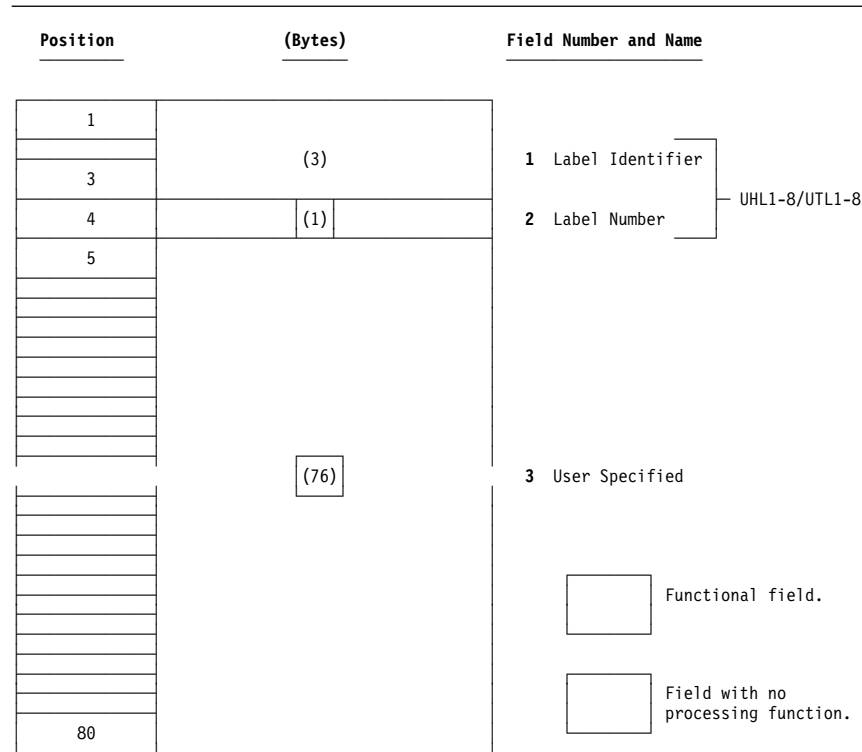 Position (Bytes) Field Number and Name
1
(3) 1 Label Identifier
3
UHL1-8/UTL1-8
4 (1) 2 Label Number
5
(76) 3 User Specified
Functional field.
Field with no
processing function.
80